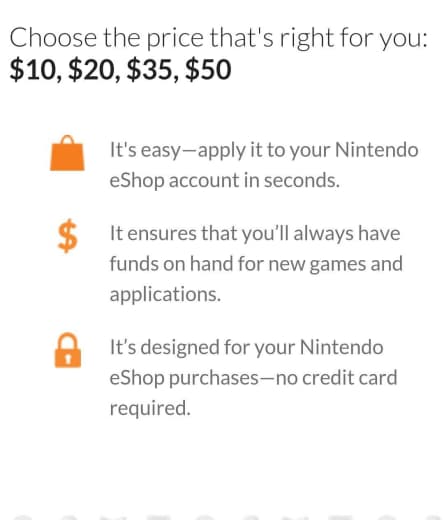 Choose the price that's right for you:
$10, $20, $35, $50
It's easy—apply it to your Nintendo
eShop account in seconds.
$ It ensures that you'll always have
funds on hand for new games and
applications.
It's designed for your Nintendo
eShop purchases—no credit card
required.